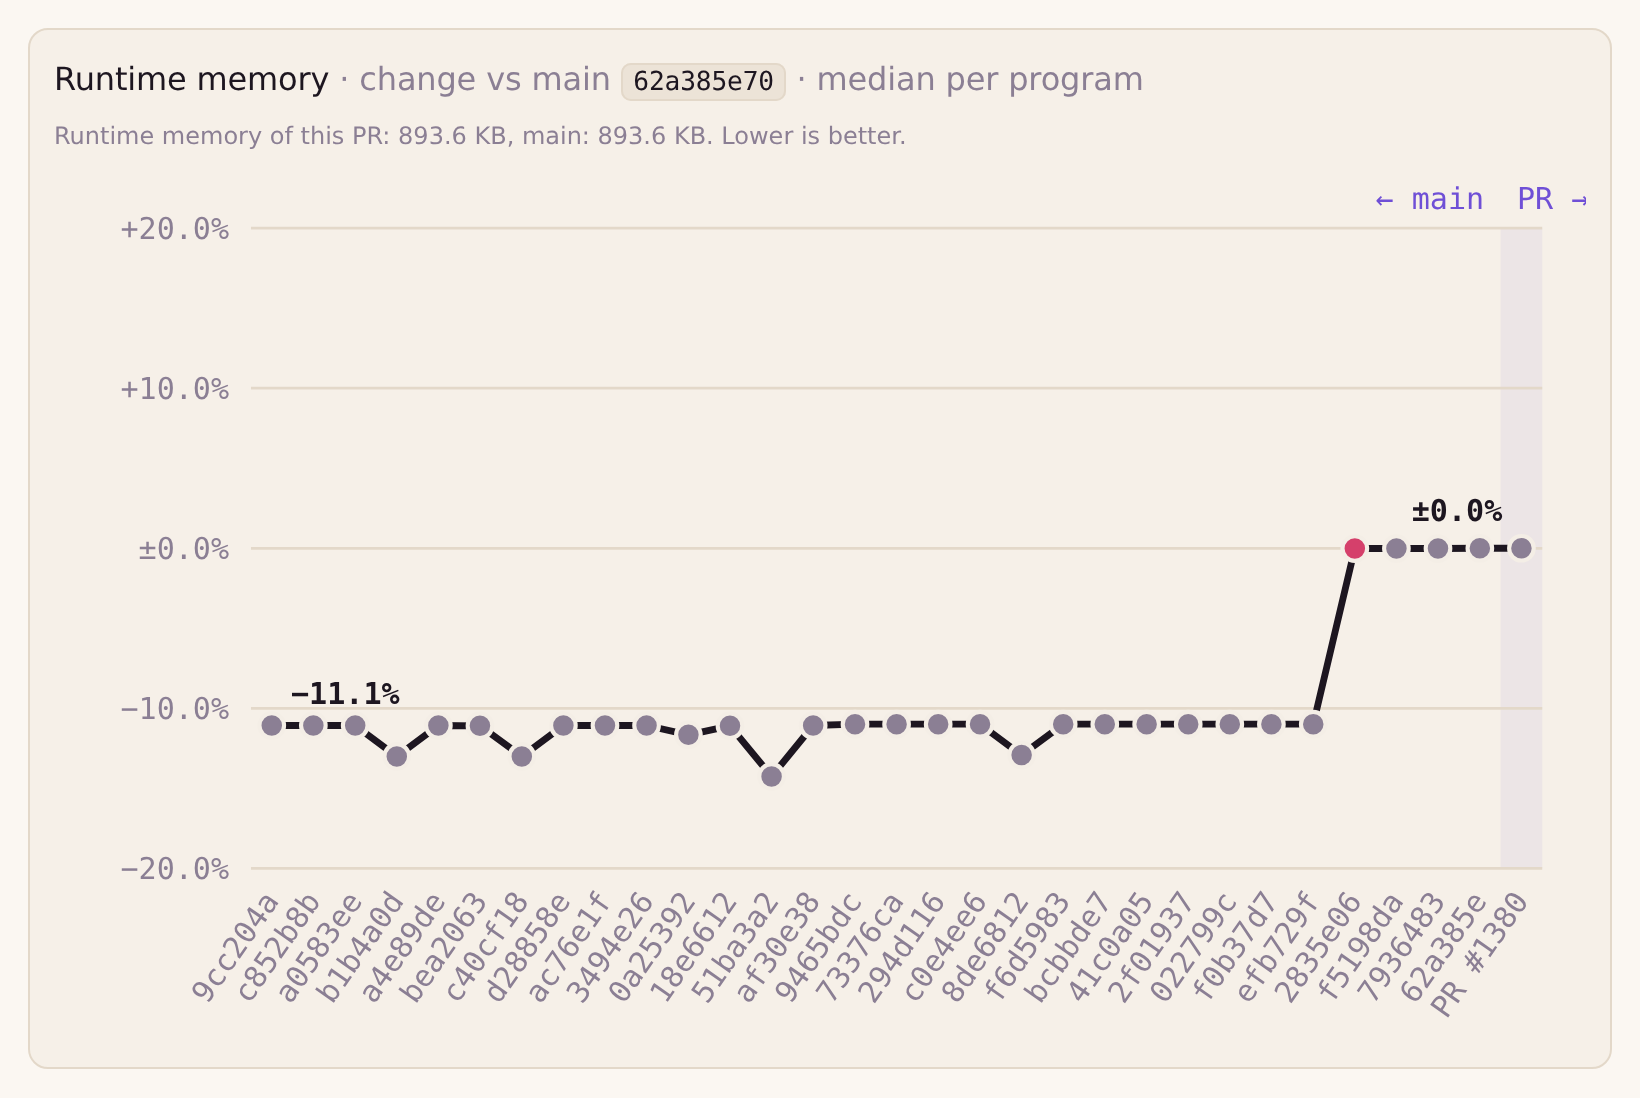 Runtime memory · change vs main 62a385e70 · median per program
Runtime memory of this PR: 893.6 KB, main: 893.6 KB. Lower is better.
← main PR →
+20.0%
+10.0%
±0.0%
±0.0%
−11.1%
−10.0%
−20.0%
9cc204a
c852b8b
a0583ee
b1b4a0d
a4e89de
bea2063
c40cf18
d28858e
ac76e1f
3494e26
0a25392
18e6612
51ba3a2
af30e38
9465bdc
73376ca
294d116
c0e4ee6
8de6812
f6d5983
bcbbde7
41c0a05
2f01937
022799c
f0b37d7
efb729f
2835e06
f5198da
7936483
62a385e
PR #1380